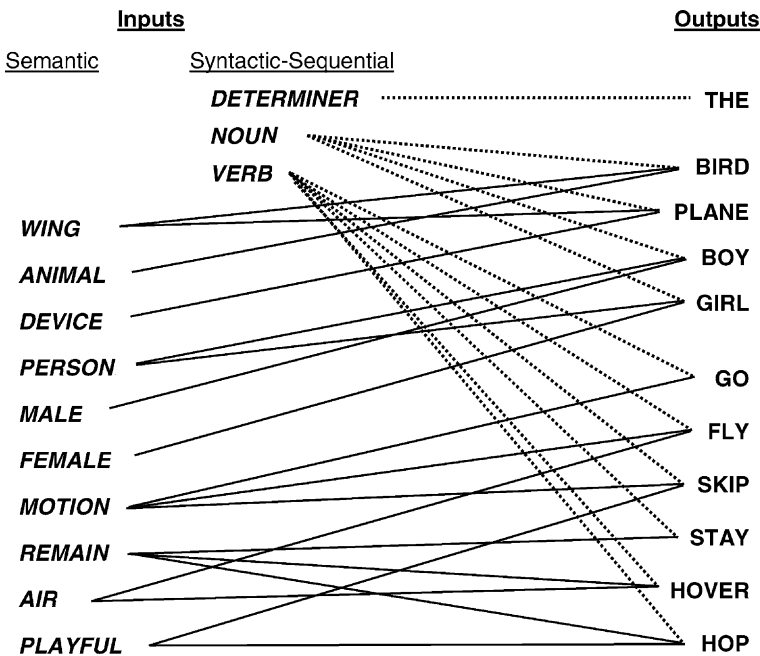 Inputs Outputs
Semantic Syntactic-Sequential
DETERMINER THE
NOUN
VERB
BIRD
PLANE
WING
BOY
ANIMAL
GIRL
DEVICE
PERSON
GO
MALE
FLY
FEMALE
SKIP
MOTION
STAY
REMAIN
HOVER
AIR
HOP
PLAYFUL